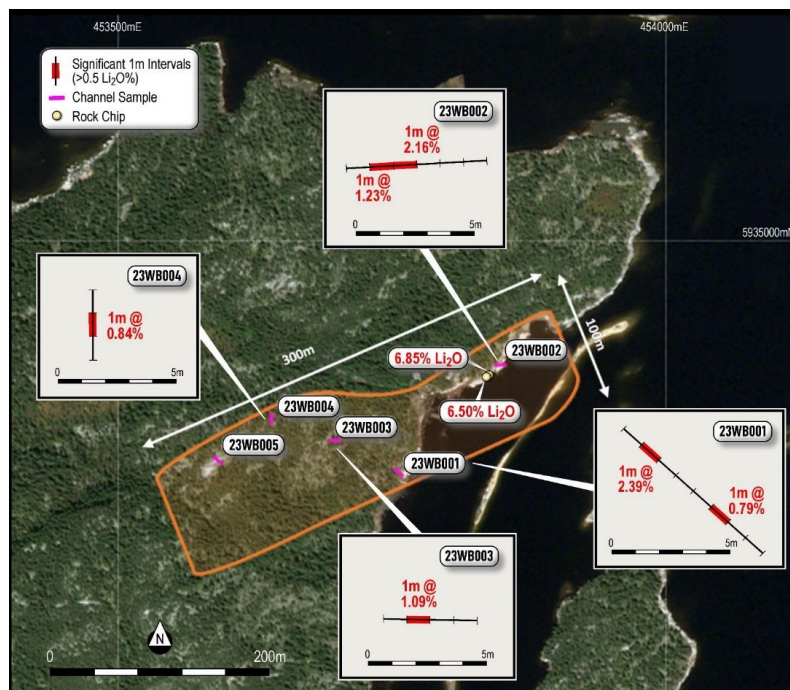 453500mE
454000mE
5935000mN
Significant 1m Intervals
(>0.5 Li₂O%)
Channel Sample
Rock Chip
23WB002
1m @
2.16%
1m @
1.23%
0 5m
23WB004
1m @
0.84%
0 5m
300m
100m
6.85% Li₂O
23WB002
6.50% Li₂O
23WB004
23WB003
23WB005
23WB001
23WB001
1m @
2.39%
1m @
0.79%
0 5m
23WB003
1m @
1.09%
0 5m
N
0 200m